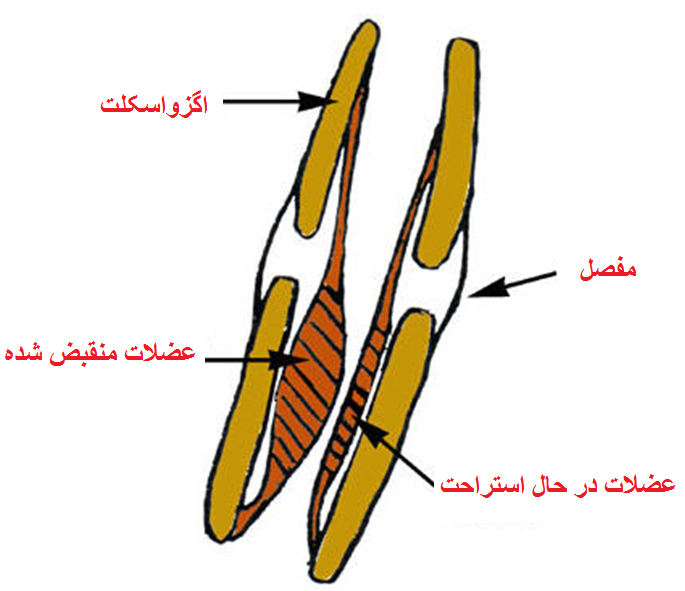 اگزواسکلت
مفصل
عضلات منقبض شده
عضلات در حال استراحت